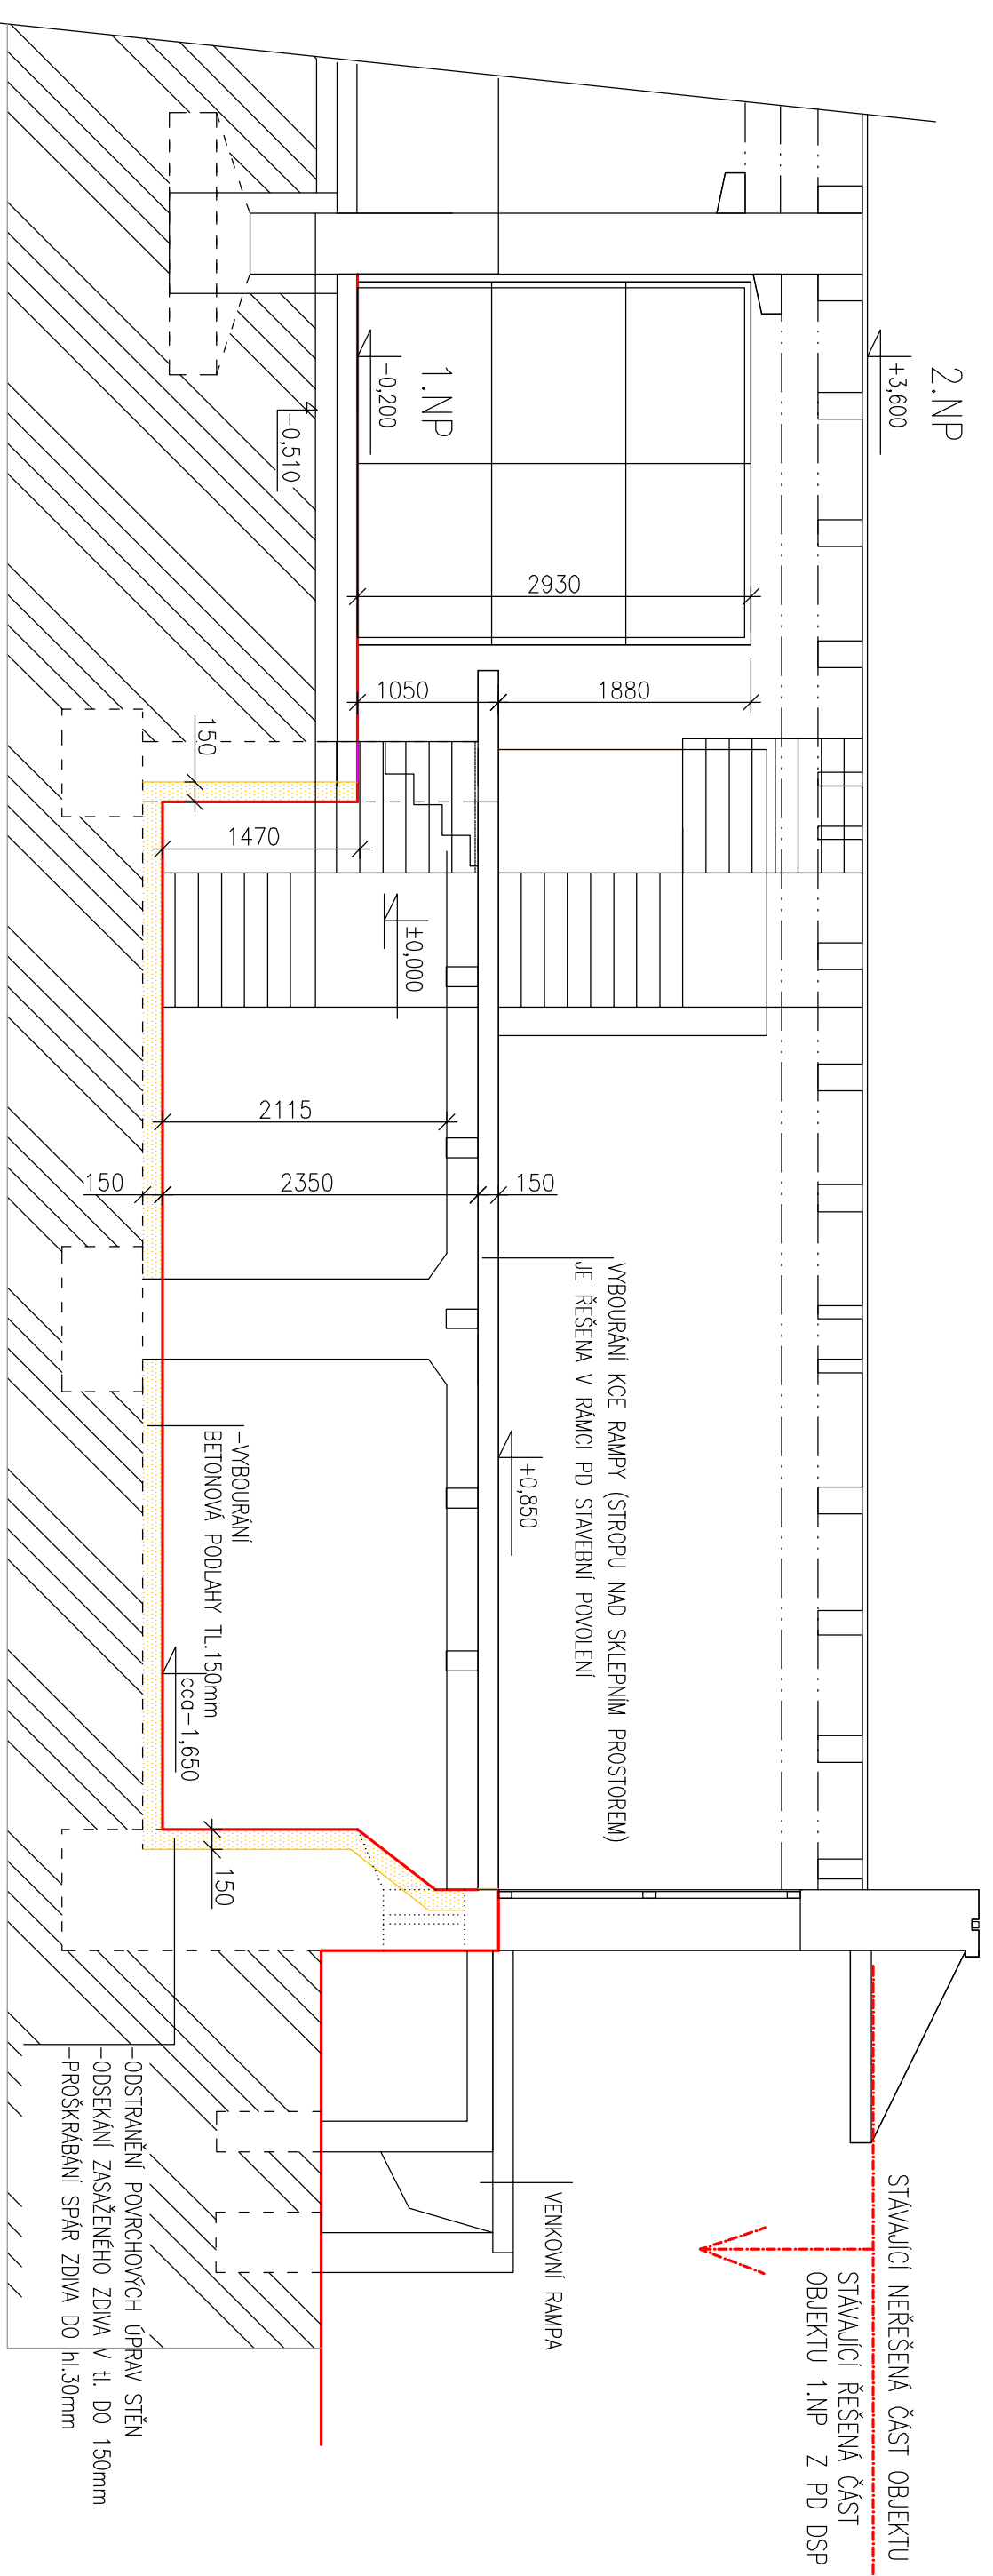 2.NP
+3,600
1.NP
-0,200
-0,510
2930
1050
1880
150
1470
±0,000
2115
150
2350
150
VYBOURÁNÍ KCE RAMPY (STROPU NAD SKLEPNÍM PROSTOREM)
JE ŘEŠENA V RÁMCI PD STAVEBNÍ POVOLENÍ
+0,850
-VYBOURÁNÍ
BETONOVÁ PODLAHY TL.150mm
cca-1,650
150
STÁVAJÍCÍ NEŘEŠENÁ ČÁST OBJEKTU
STÁVAJÍCÍ ŘEŠENÁ ČÁST
OBJEKTU 1.NP Z PD DSP
VENKOVNÍ RAMPA
-ODSTRANĚNÍ POVRCHOVÝCH ÚPRAV STĚN
-ODSEKÁNÍ ZASAŽENÉHO ZDIVA V tl. DO 150mm
-PROŠKRÁBÁNÍ SPÁR ZDIVA DO hl.30mm